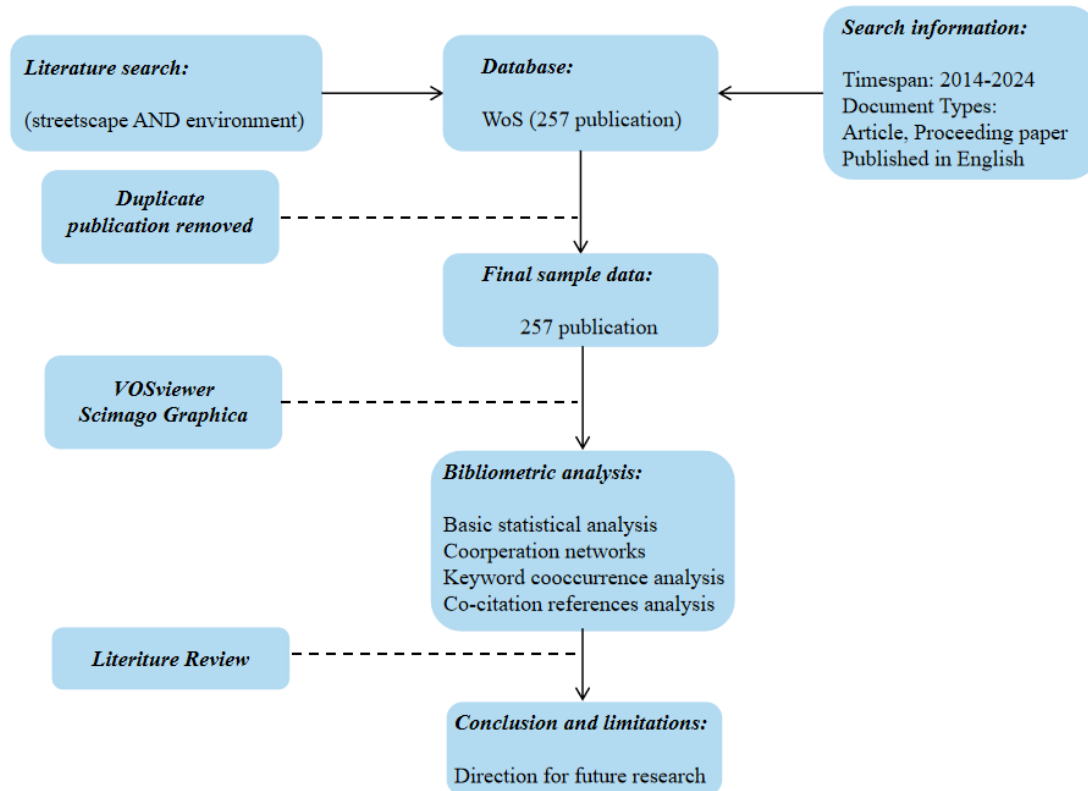 Literature search:
(streetscape AND environment)
Database:
WoS (257 publication)
Search information:
Timespan: 2014-2024
Document Types:
Article, Proceeding paper
Published in English
Duplicate
publication removed
Final sample data:
257 publication
VOSviewer
Scimago Graphica
Bibliometric analysis:
Basic statistical analysis
Coorperation networks
Keyword cooccurrence analysis
Co-citation references analysis
Literiture Review
Conclusion and limitations:
Direction for future research